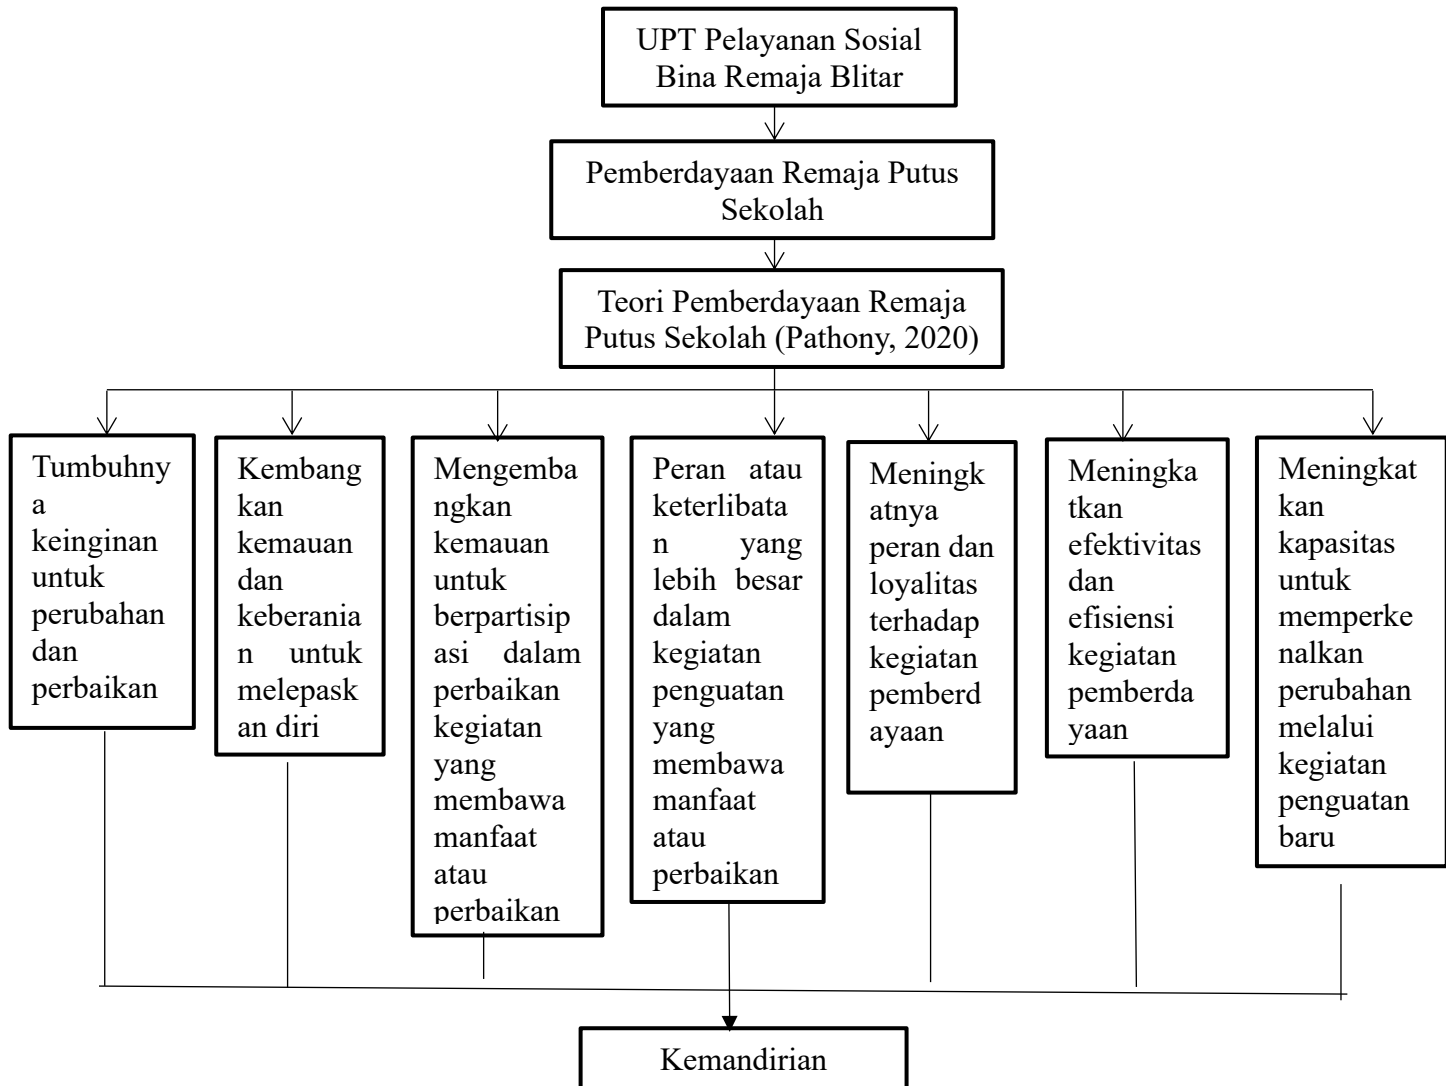 UPT Pelayanan Sosial
Bina Remaja Blitar
Pemberdayaan Remaja Putus
Sekolah
Teori Pemberdayaan Remaja
Putus Sekolah (Pathony, 2020)
Tumbuhny
a
keinginan
untuk
perubahan
dan
perbaikan
Kembang
kan
kemauan
dan
keberania
n untuk
melepask
an diri
Mengemba
ngkan
kemauan
untuk
berpartisip
asi dalam
perbaikan
kegiatan
yang
membawa
manfaat
atau
perbaikan
Peran atau
keterlibata
n yang
lebih besar
dalam
kegiatan
penguatan
yang
membawa
manfaat
atau
perbaikan
Meningk
atnya
peran dan
loyalitas
terhadap
kegiatan
pemberd
ayaan
Meningka
tkan
efektivitas
dan
efisiensi
kegiatan
pemberda
yaan
Meningkat
kan
kapasitas
untuk
memperke
nalkan
perubahan
melalui
kegiatan
penguatan
baru
Kemandirian